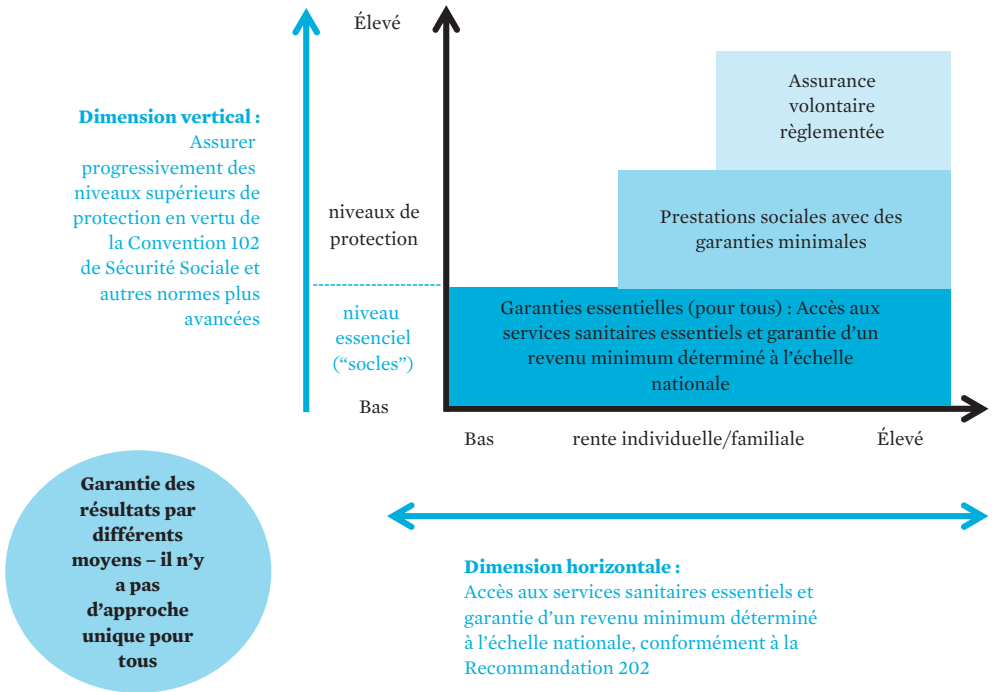 Élevé
Dimension vertical :
Assurer
progressivement des
niveaux supérieurs de
protection en vertu de
la Convention 102
de Sécurité Sociale et
autres normes plus
avancées
niveaux de
protection
niveau
essenciel
(“socles”)
Bas
Assurance
volontaire
règlementée
Prestations sociales avec des
garanties minimales
Garanties essentielles (pour tous) : Accès aux
services sanitaires essentiels et garantie d’un
revenu minimum déterminé à l’échelle
nationale
Bas
rente individuelle/familiale
Élevé
Garantie des
résultats par
différents
moyens – il n’y
a pas
d’approche
unique pour
tous
Dimension horizontale :
Accès aux services sanitaires essentiels et
garantie d’un revenu minimum déterminé
à l’échelle nationale, conformément à la
Recommandation 202